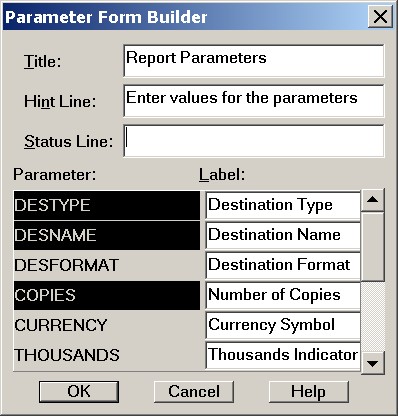 Parameter Form Builder
Title: Report Parameters
Hint Line: Enter values for the parameters
Status Line:
Parameter: Label:
DESTYPE Destination Type
DESNAME Destination Name
DESFORMAT Destination Format
COPIES Number of Copies
CURRENCY Currency Symbol
THOUSANDS Thousands Indicator
OK Cancel Help